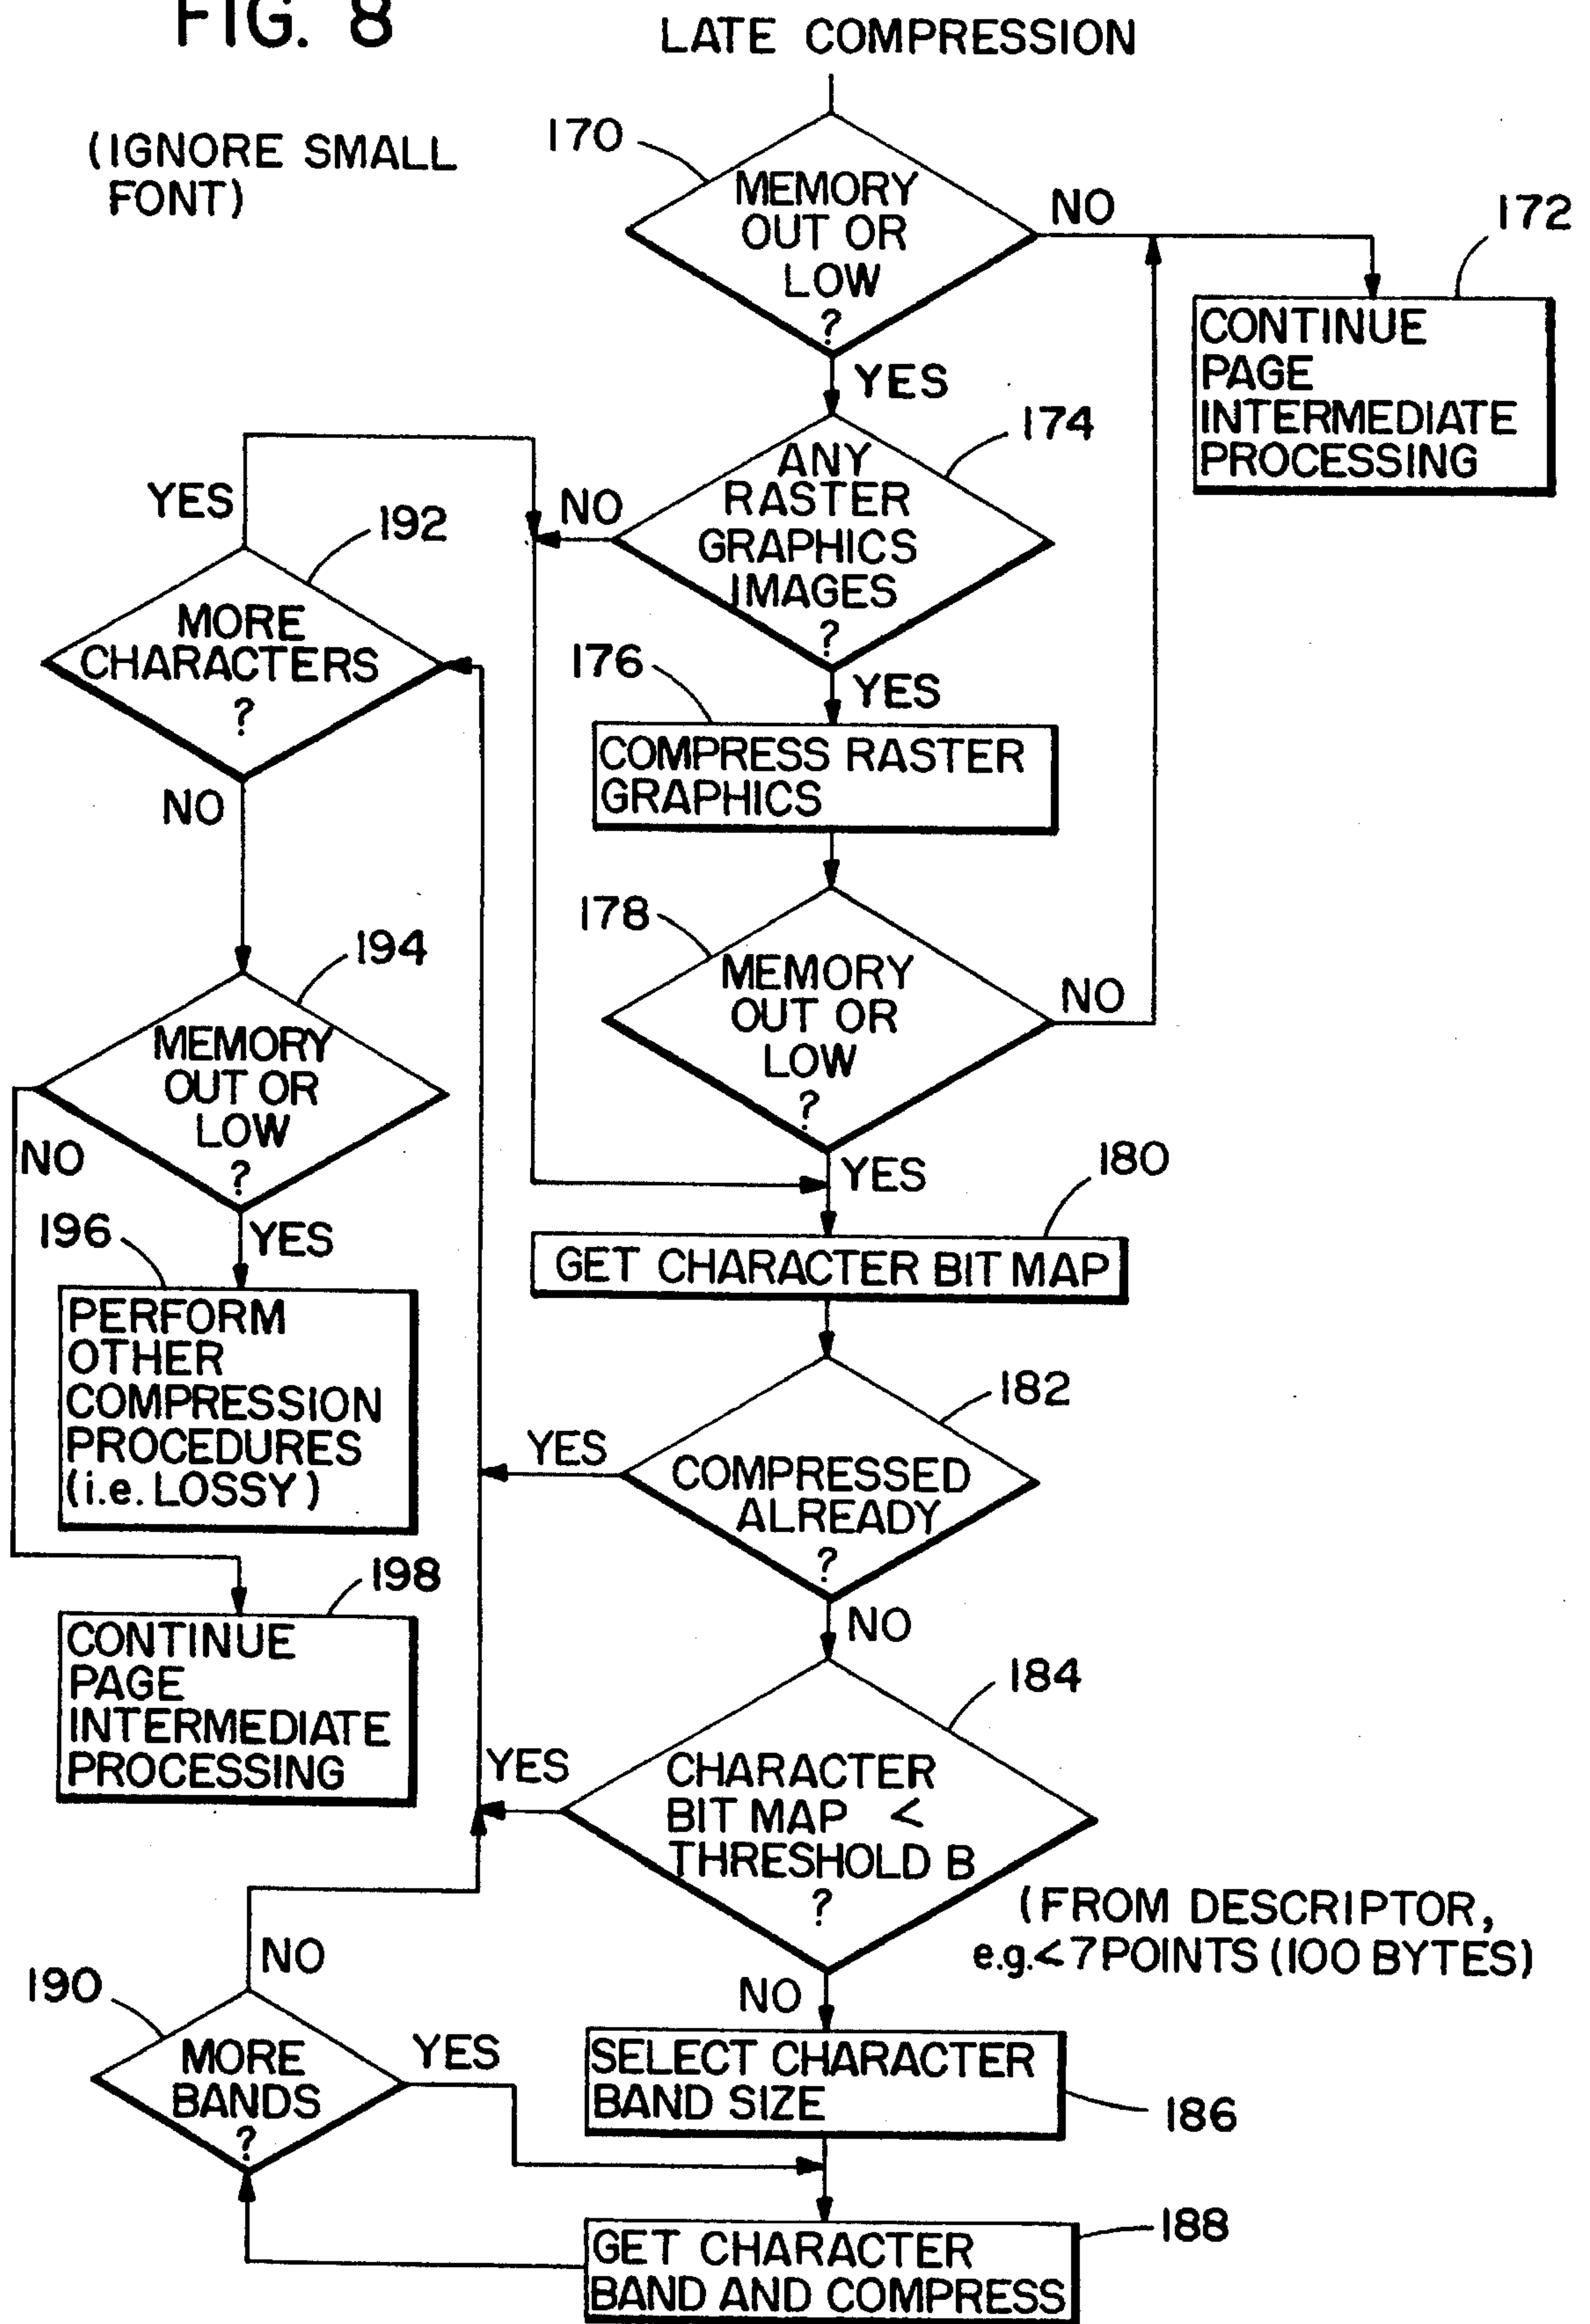 FIG. 8
LATE COMPRESSION
(IGNORE SMALL
FONT)
170
MEMORY
OUT OR
LOW
?
NO
172
CONTINUE
PAGE
INTERMEDIATE
PROCESSING
YES
174
ANY
RASTER
GRAPHICS
IMAGES
?
NO
YES
192
MORE
CHARACTERS
?
NO
YES
176
COMPRESS RASTER
GRAPHICS
178
MEMORY
OUT OR
LOW
?
NO
YES
194
MEMORY
OUT OR
LOW
?
NO
YES
196
PERFORM
OTHER
COMPRESSION
PROCEDURES
(i.e. LOSSY)
198
CONTINUE
PAGE
INTERMEDIATE
PROCESSING
180
GET CHARACTER BIT MAP
182
COMPRESSED
ALREADY
?
YES
NO
184
CHARACTER
BIT MAP <
THRESHOLD B
?
YES
(FROM DESCRIPTOR,
e.g.<7POINTS (100 BYTES)
NO
186
SELECT CHARACTER
BAND SIZE
188
GET CHARACTER
BAND AND COMPRESS
190
MORE
BANDS
?
NO
YES